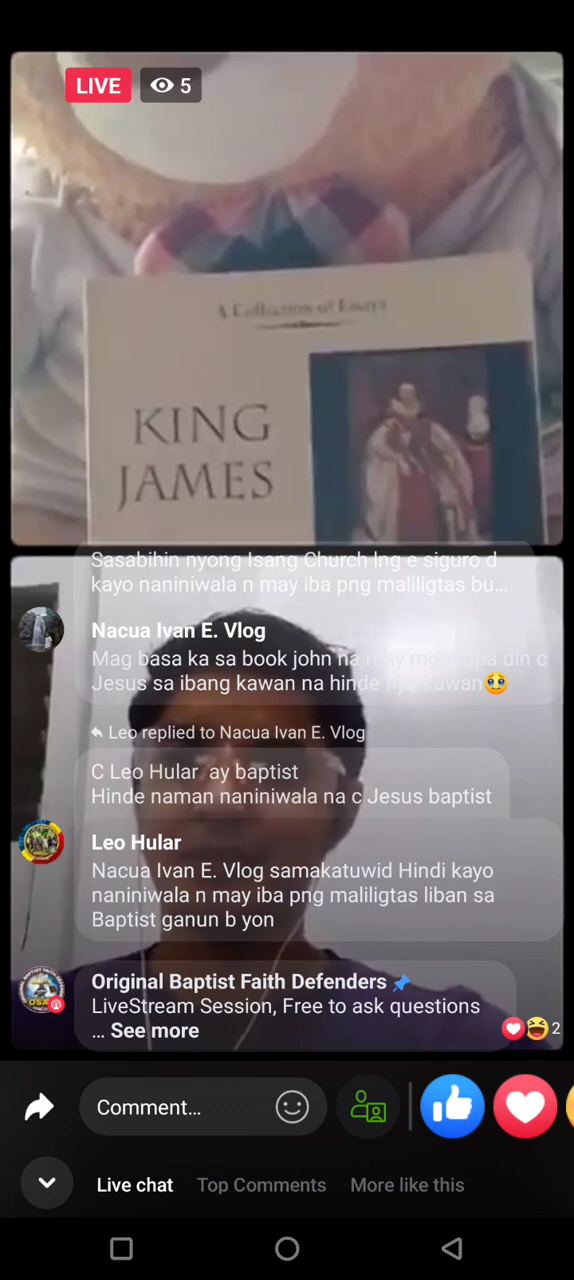 LIVE
5
A Collection of Essays
KING
JAMES
Sasabihin nyong Isang Church lng e siguro d
kayo naniniwala n may iba png maliligtas bu...
Nacua Ivan E. Vlog
Mag basa ka sa book john na may mga din c
Jesus sa ibang kawan na hinde kawan🥹
Leo replied to Nacua Ivan E. Vlog
C Leo Hular ay baptist
Hinde naman naniniwala na c Jesus baptist
Leo Hular
Nacua Ivan E. Vlog samakatuwid Hindi kayo
naniniwala n may iba png maliligtas liban sa
Baptist ganun b yon
Original Baptist Faith Defenders 📌
LiveStream Session, Free to ask questions
... See more
2
Comment...
Live chat
Top Comments
More like this